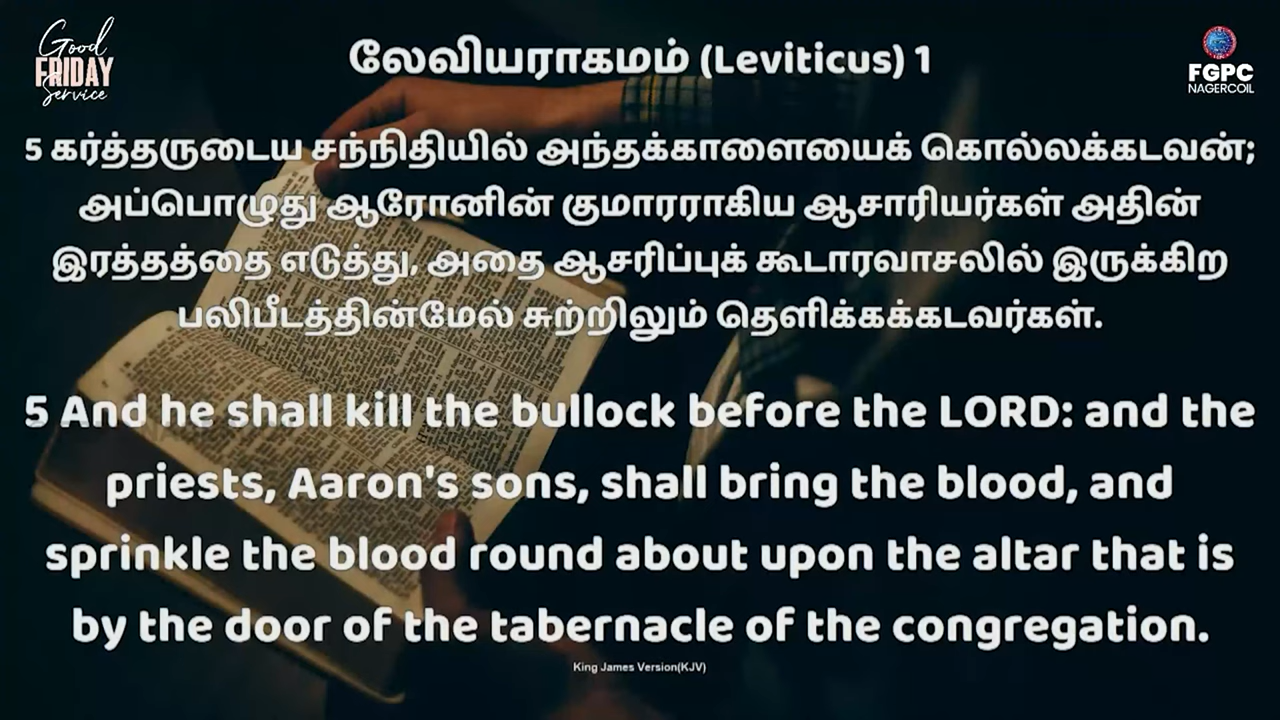 Good
FRIDAY
Service
லேவியராகமம் (Leviticus) 1
FGPC
NAGERCOIL
5 கர்த்தருடைய சந்நிதியில் அந்தக்காளையைக் கொல்லக்கடவன்;
அப்பொழுது ஆரோனின் குமாரராகிய ஆசாரியர்கள் அதின்
இரத்தத்தை எடுத்து, அதை ஆசரிப்புக் கூடாரவாசலில் இருக்கிற
பலிபீடத்தின்மேல் சுற்றிலும் தெளிக்கக்கடவர்கள்.
5 And he shall kill the bullock before the LORD: and the
priests, Aaron's sons, shall bring the blood, and
sprinkle the blood round about upon the altar that is
by the door of the tabernacle of the congregation.
King James Version(KJV)